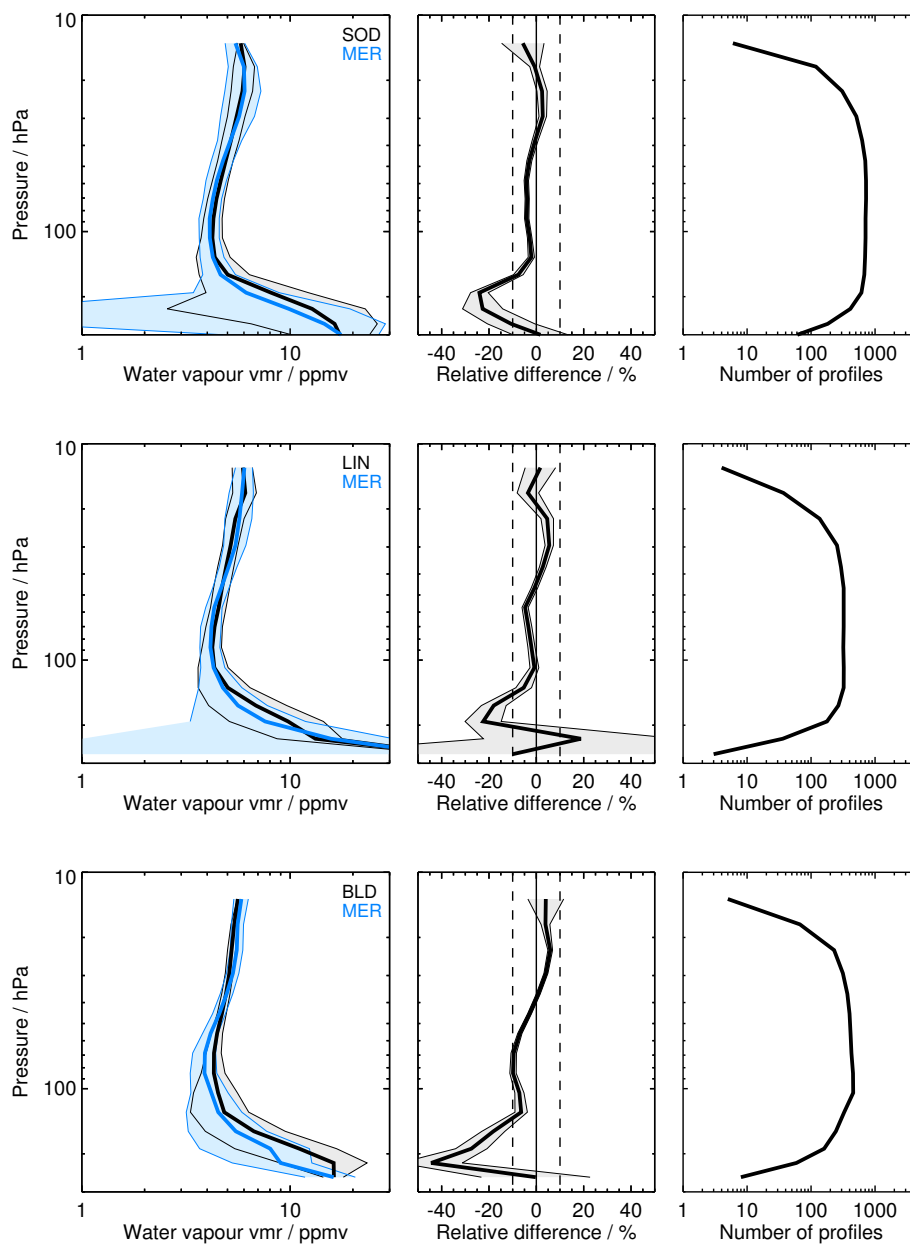 10
100
Pressure / hPa
SOD
MER
1 10
Water vapour vmr / ppmv
-40 -20 0 20 40
Relative difference / %
1 10 100 1000
Number of profiles
10
100
Pressure / hPa
LIN
MER
1 10
Water vapour vmr / ppmv
-40 -20 0 20 40
Relative difference / %
1 10 100 1000
Number of profiles
10
100
Pressure / hPa
BLD
MER
1 10
Water vapour vmr / ppmv
-40 -20 0 20 40
Relative difference / %
1 10 100 1000
Number of profiles